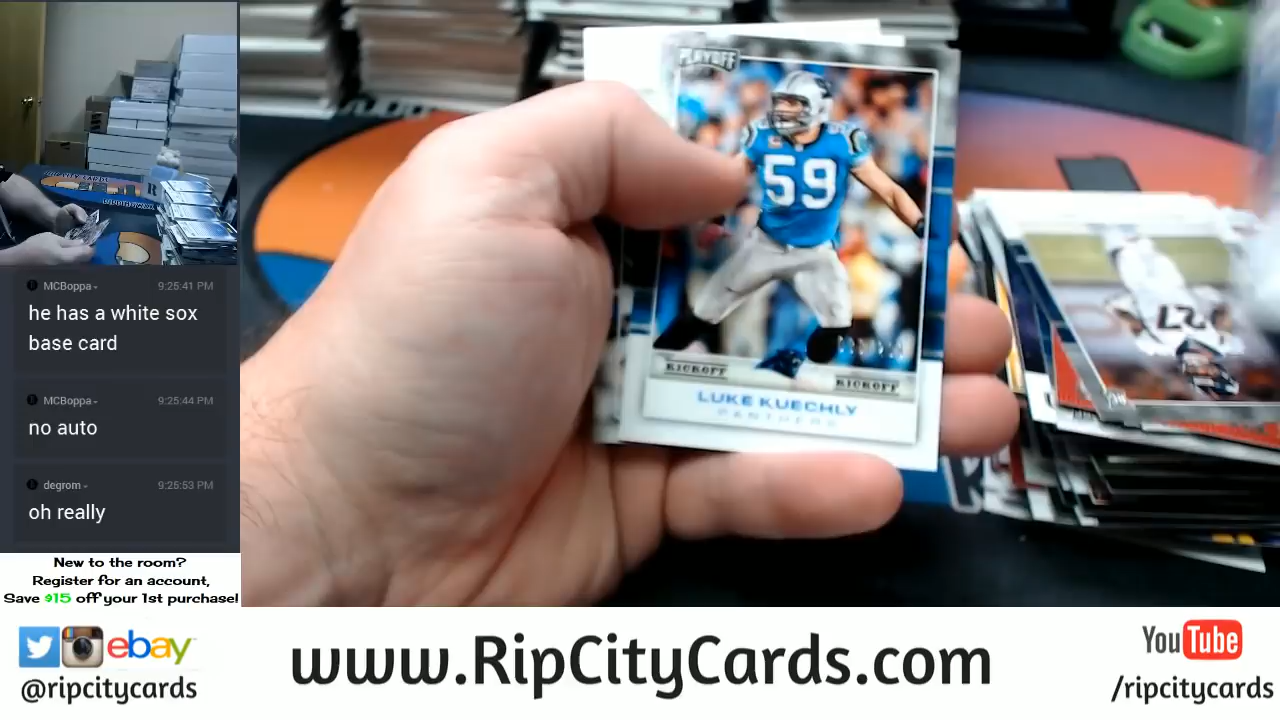 MCBoppa
9:25:41 PM
he has a white sox
base card
MCBoppa
9:25:44 PM
no auto
degrom
9:25:53 PM
oh really
New to the room?
Register for an account,
Save $15 off your 1st purchase!
PLAYOFF
59
KICKOFF
KICKOFF
LUKE KUECHLY
PANTHERS
27
ebay
@ripcitycards
www.RipCityCards.com
YouTube
/ripcitycards